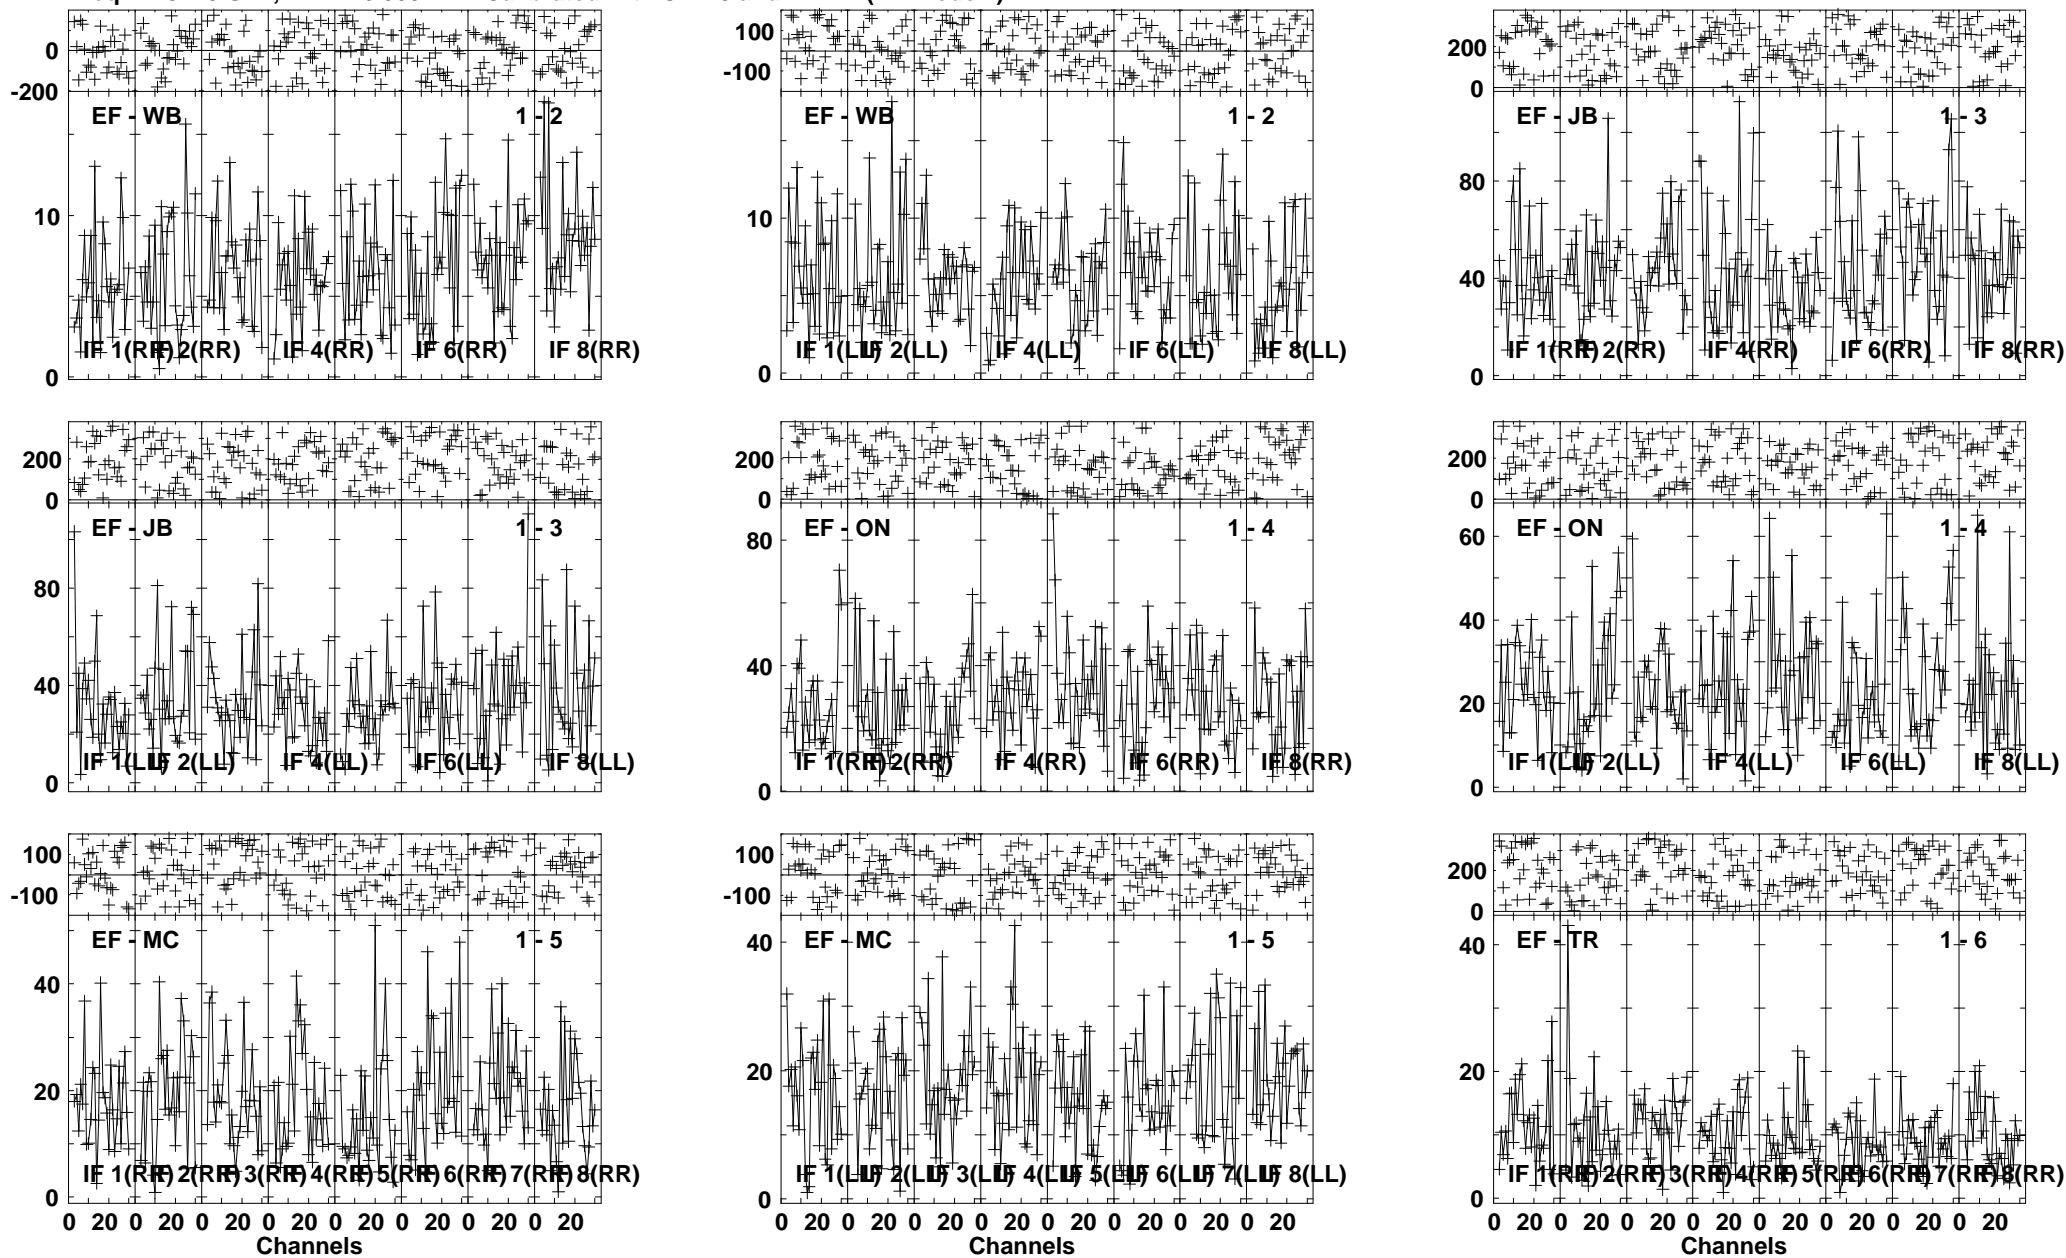 0
-200
EF - WB 1 - 2
10
0
IF 1(RR) IF 2(RR) IF 4(RR) IF 6(RR) IF 8(RR)
100
-100
EF - WB 1 - 2
10
0
IF 1(LL) IF 2(LL) IF 4(LL) IF 6(LL) IF 8(LL)
200
0
EF - JB 1 - 3
80
40
0
IF 1(RR) IF 2(RR) IF 4(RR) IF 6(RR) IF 8(RR)
200
0
EF - JB 1 - 3
80
40
0
IF 1(LL) IF 2(LL) IF 4(LL) IF 6(LL) IF 8(LL)
200
0
EF - ON 1 - 4
80
40
0
IF 1(RR) IF 2(RR) IF 4(RR) IF 6(RR) IF 8(RR)
200
0
EF - ON 1 - 4
60
40
20
0
IF 1(LL) IF 2(LL) IF 4(LL) IF 6(LL) IF 8(LL)
100
-100
EF - MC 1 - 5
40
20
0
IF 1(RR) IF 2(RR) IF 3(RR) IF 4(RR) IF 5(RR) IF 6(RR) IF 7(RR) IF 8(RR)
0 20 0 20 0 20 0 20 0 20 0 20 0 20 0 20
Channels
100
-100
EF - MC 1 - 5
40
20
0
IF 1(LL) IF 2(LL) IF 3(LL) IF 4(LL) IF 5(LL) IF 6(LL) IF 7(LL) IF 8(LL)
0 20 0 20 0 20 0 20 0 20 0 20 0 20 0 20
Channels
200
0
EF - TR 1 - 6
40
20
0
IF 1(RR) IF 2(RR) IF 3(RR) IF 4(RR) IF 5(RR) IF 6(RR) IF 7(RR) IF 8(RR)
0 20 0 20 0 20 0 20 0 20 0 20 0 20 0 20
Channels